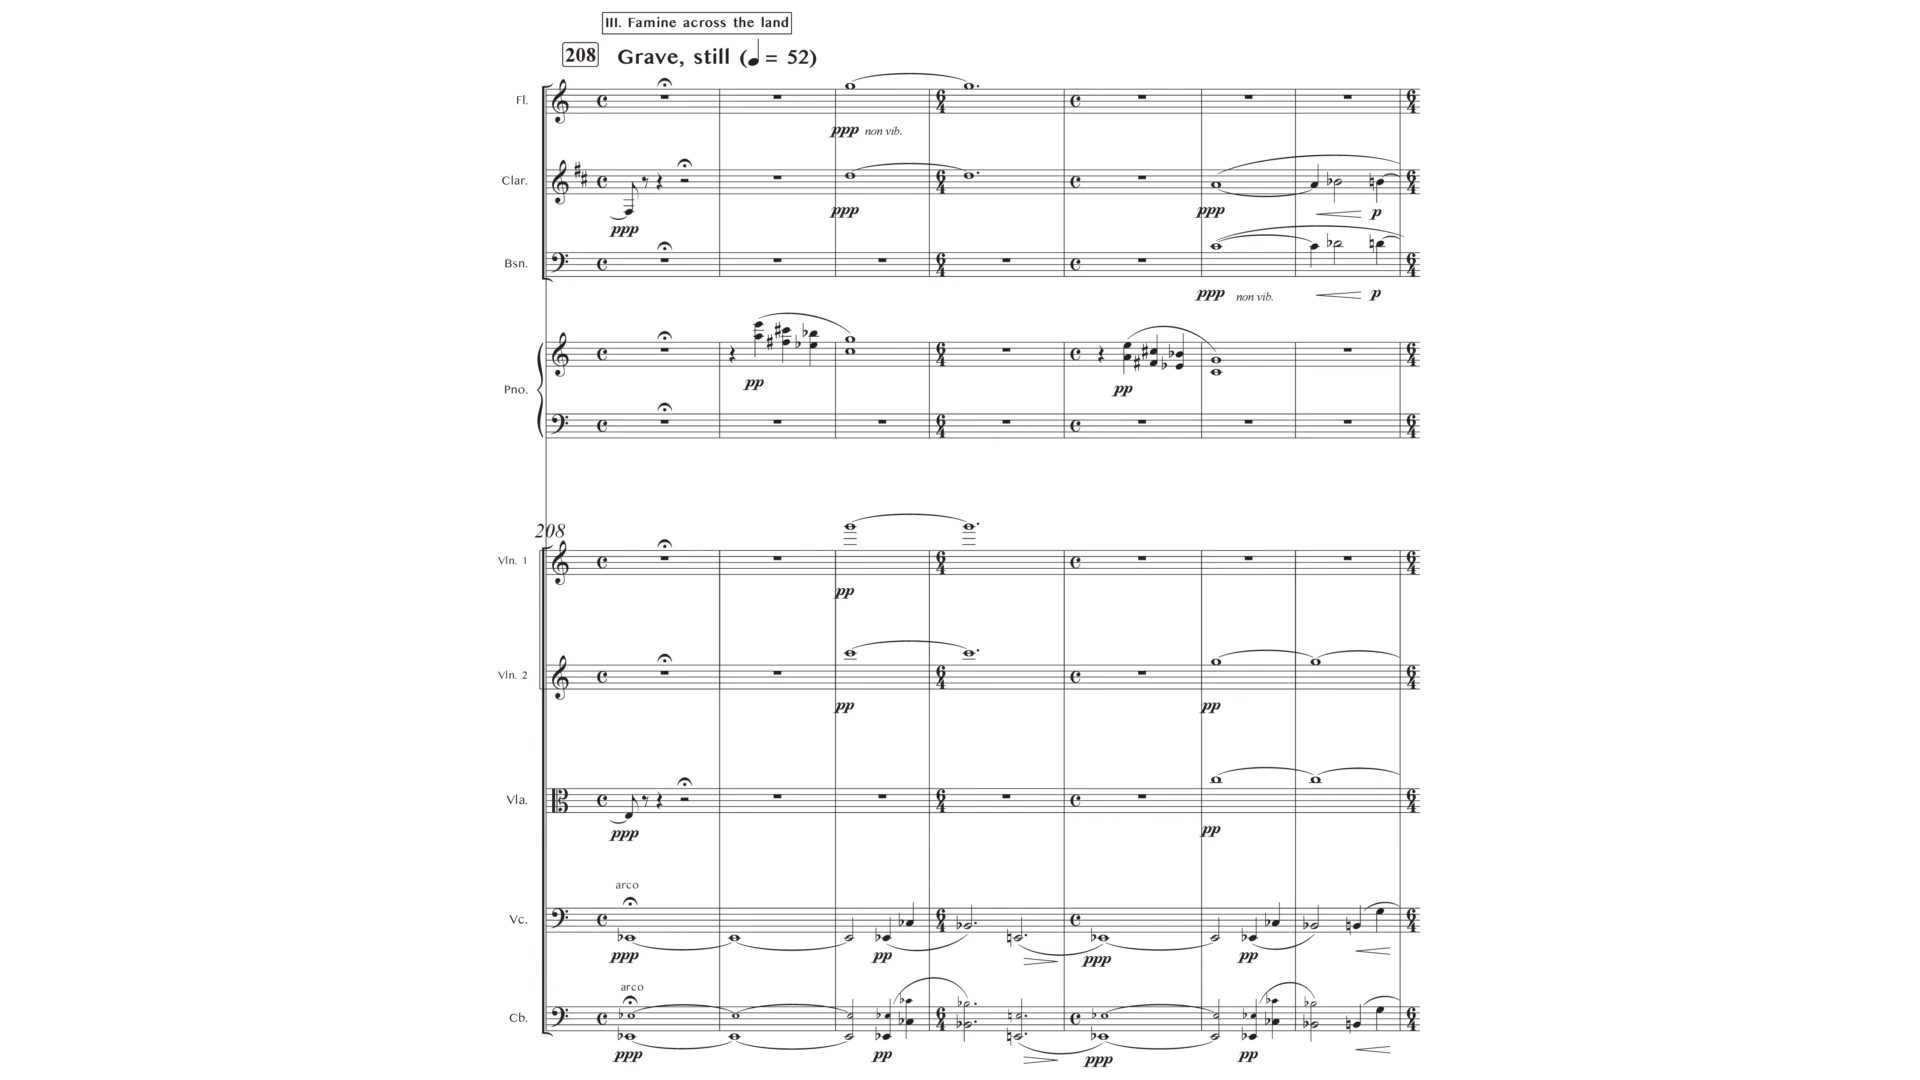 III. Famine across the land
208 Grave, still (♩= 52)
Fl.
ppp non vib.
Clar.
ppp ppp ppp p
Bsn.
ppp non vib. p
Pno.
pp pp
208
Vln. 1
pp
Vln. 2
pp pp
Vla.
ppp pp
arco
Vc.
ppp pp ppp pp
arco
Cb.
ppp pp ppp pp